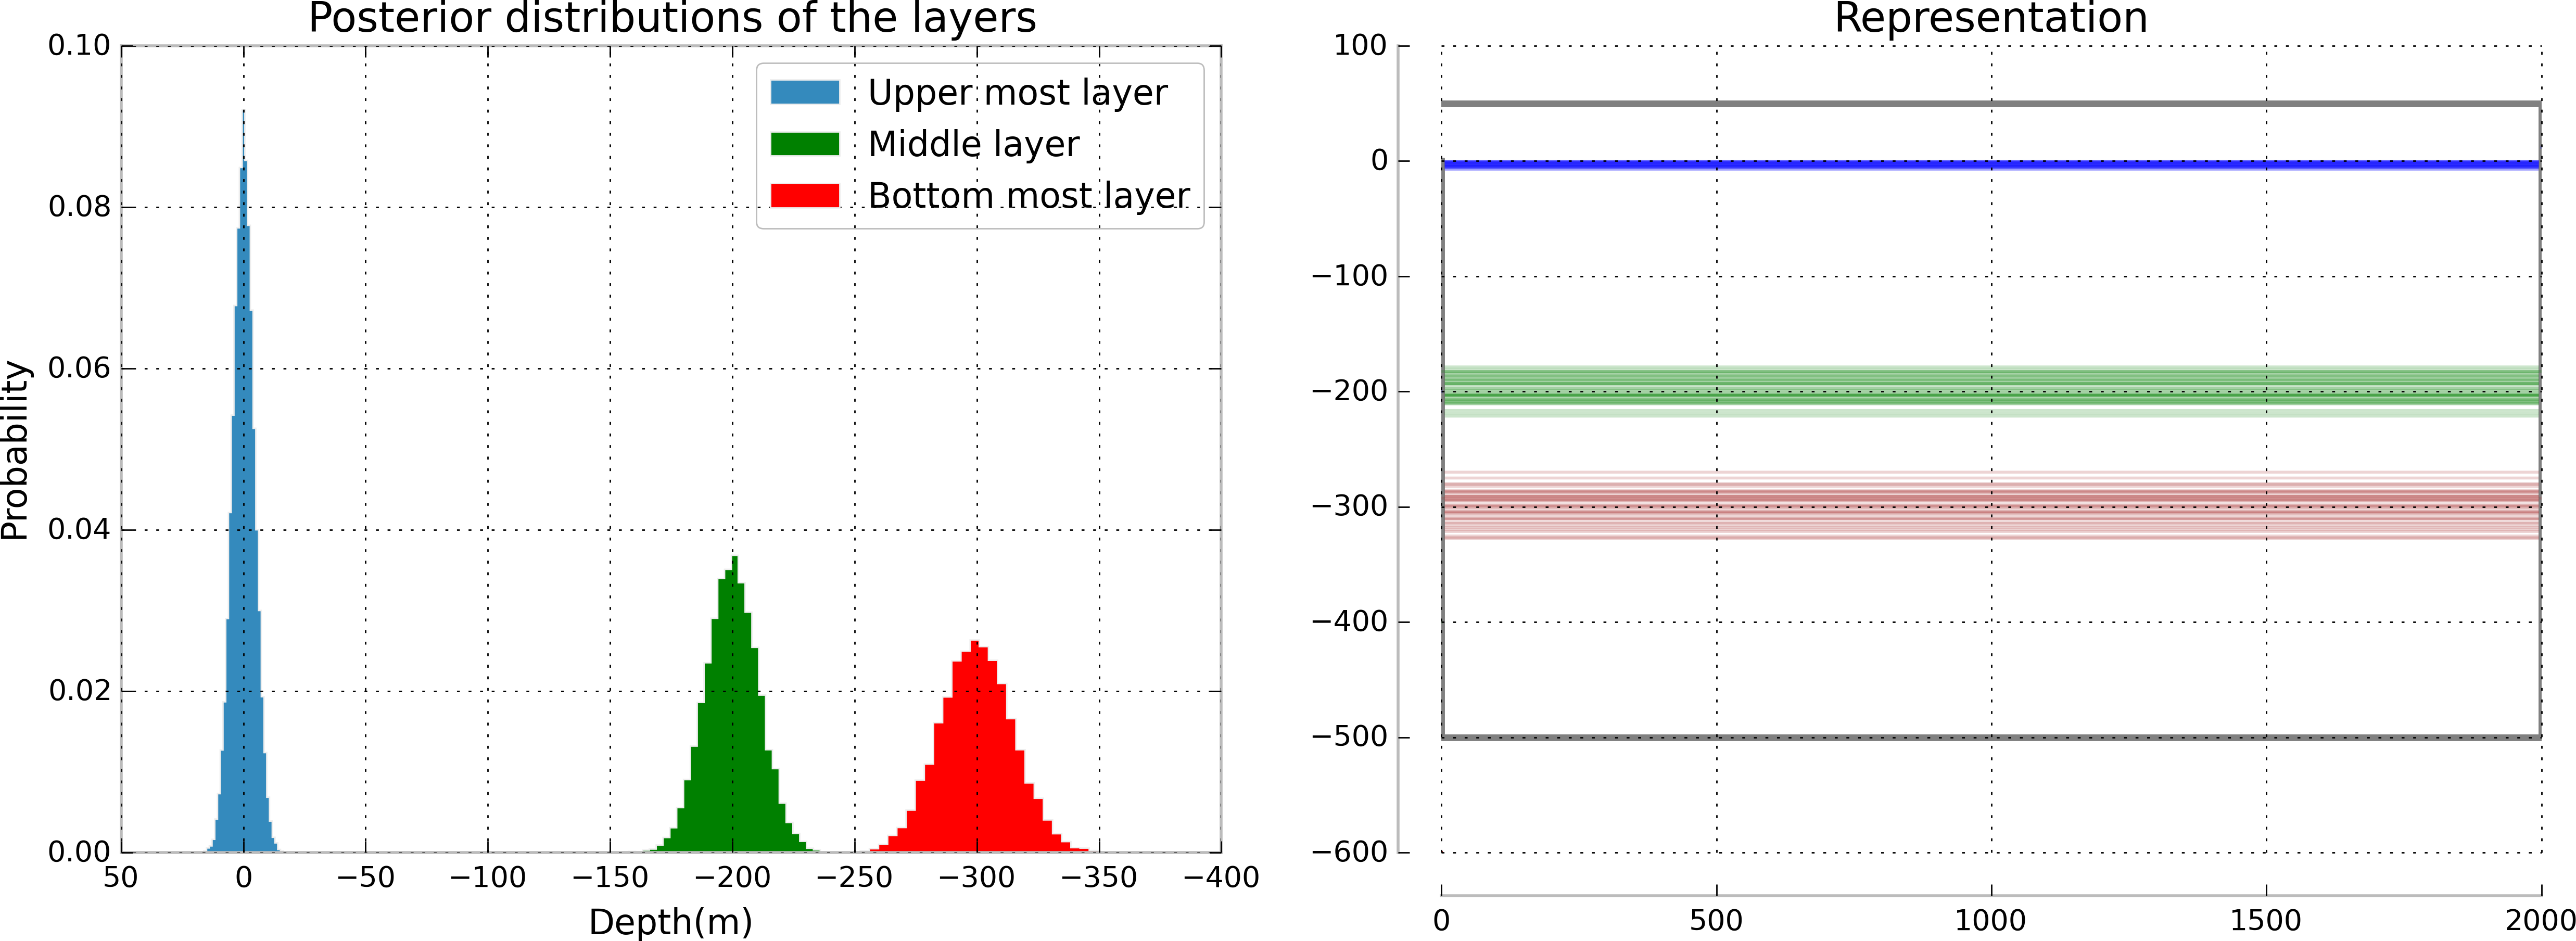 Posterior distributions of the layers
0.10
0.08
0.06
0.04
0.02
0.00
Probability
Upper most layer
Middle layer
Bottom most layer
50 0 −50 −100 −150 −200 −250 −300 −350 −400
Depth(m)
Representation
100
0
−100
−200
−300
−400
−500
−600
0 500 1000 1500 2000